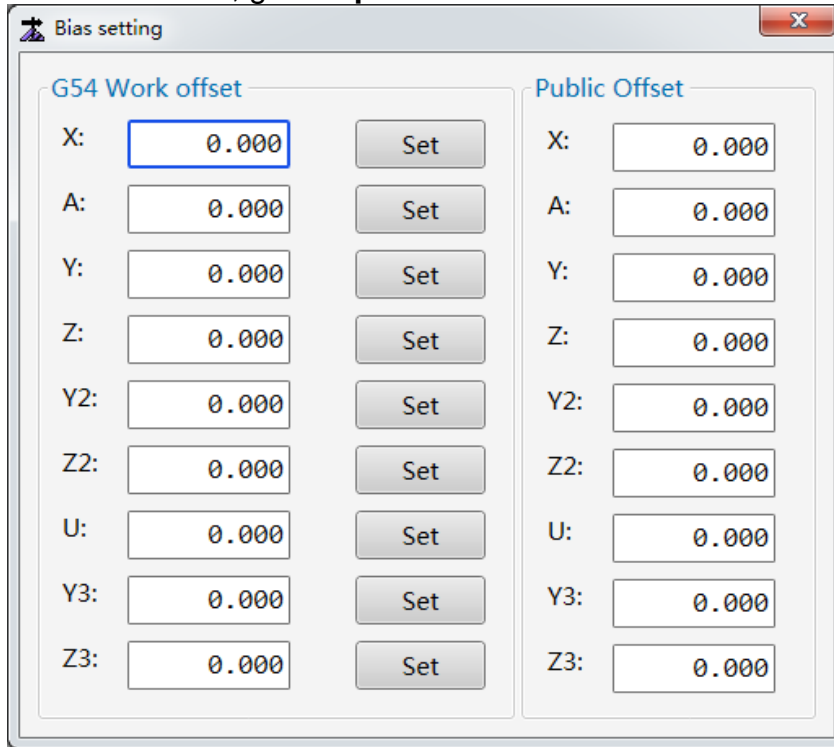 Bias setting
x
G54 Work offset Public Offset
X: 0.000 Set X: 0.000
A: 0.000 Set A: 0.000
Y: 0.000 Set Y: 0.000
Z: 0.000 Set Z: 0.000
Y2: 0.000 Set Y2: 0.000
Z2: 0.000 Set Z2: 0.000
U: 0.000 Set U: 0.000
Y3: 0.000 Set Y3: 0.000
Z3: 0.000 Set Z3: 0.000